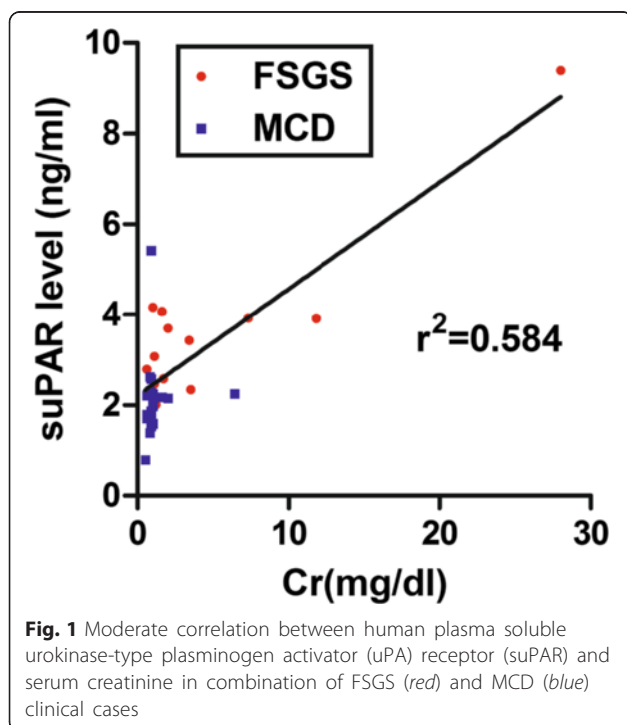 10
8
6
4
2
0
suPAR level (ng/ml)
FSGS
MCD
r²=0.584
0 10 20 30
Cr(mg/dl)
Fig. 1 Moderate correlation between human plasma soluble
urokinase-type plasminogen activator (uPA) receptor (suPAR) and
serum creatinine in combination of FSGS (red) and MCD (blue)
clinical cases